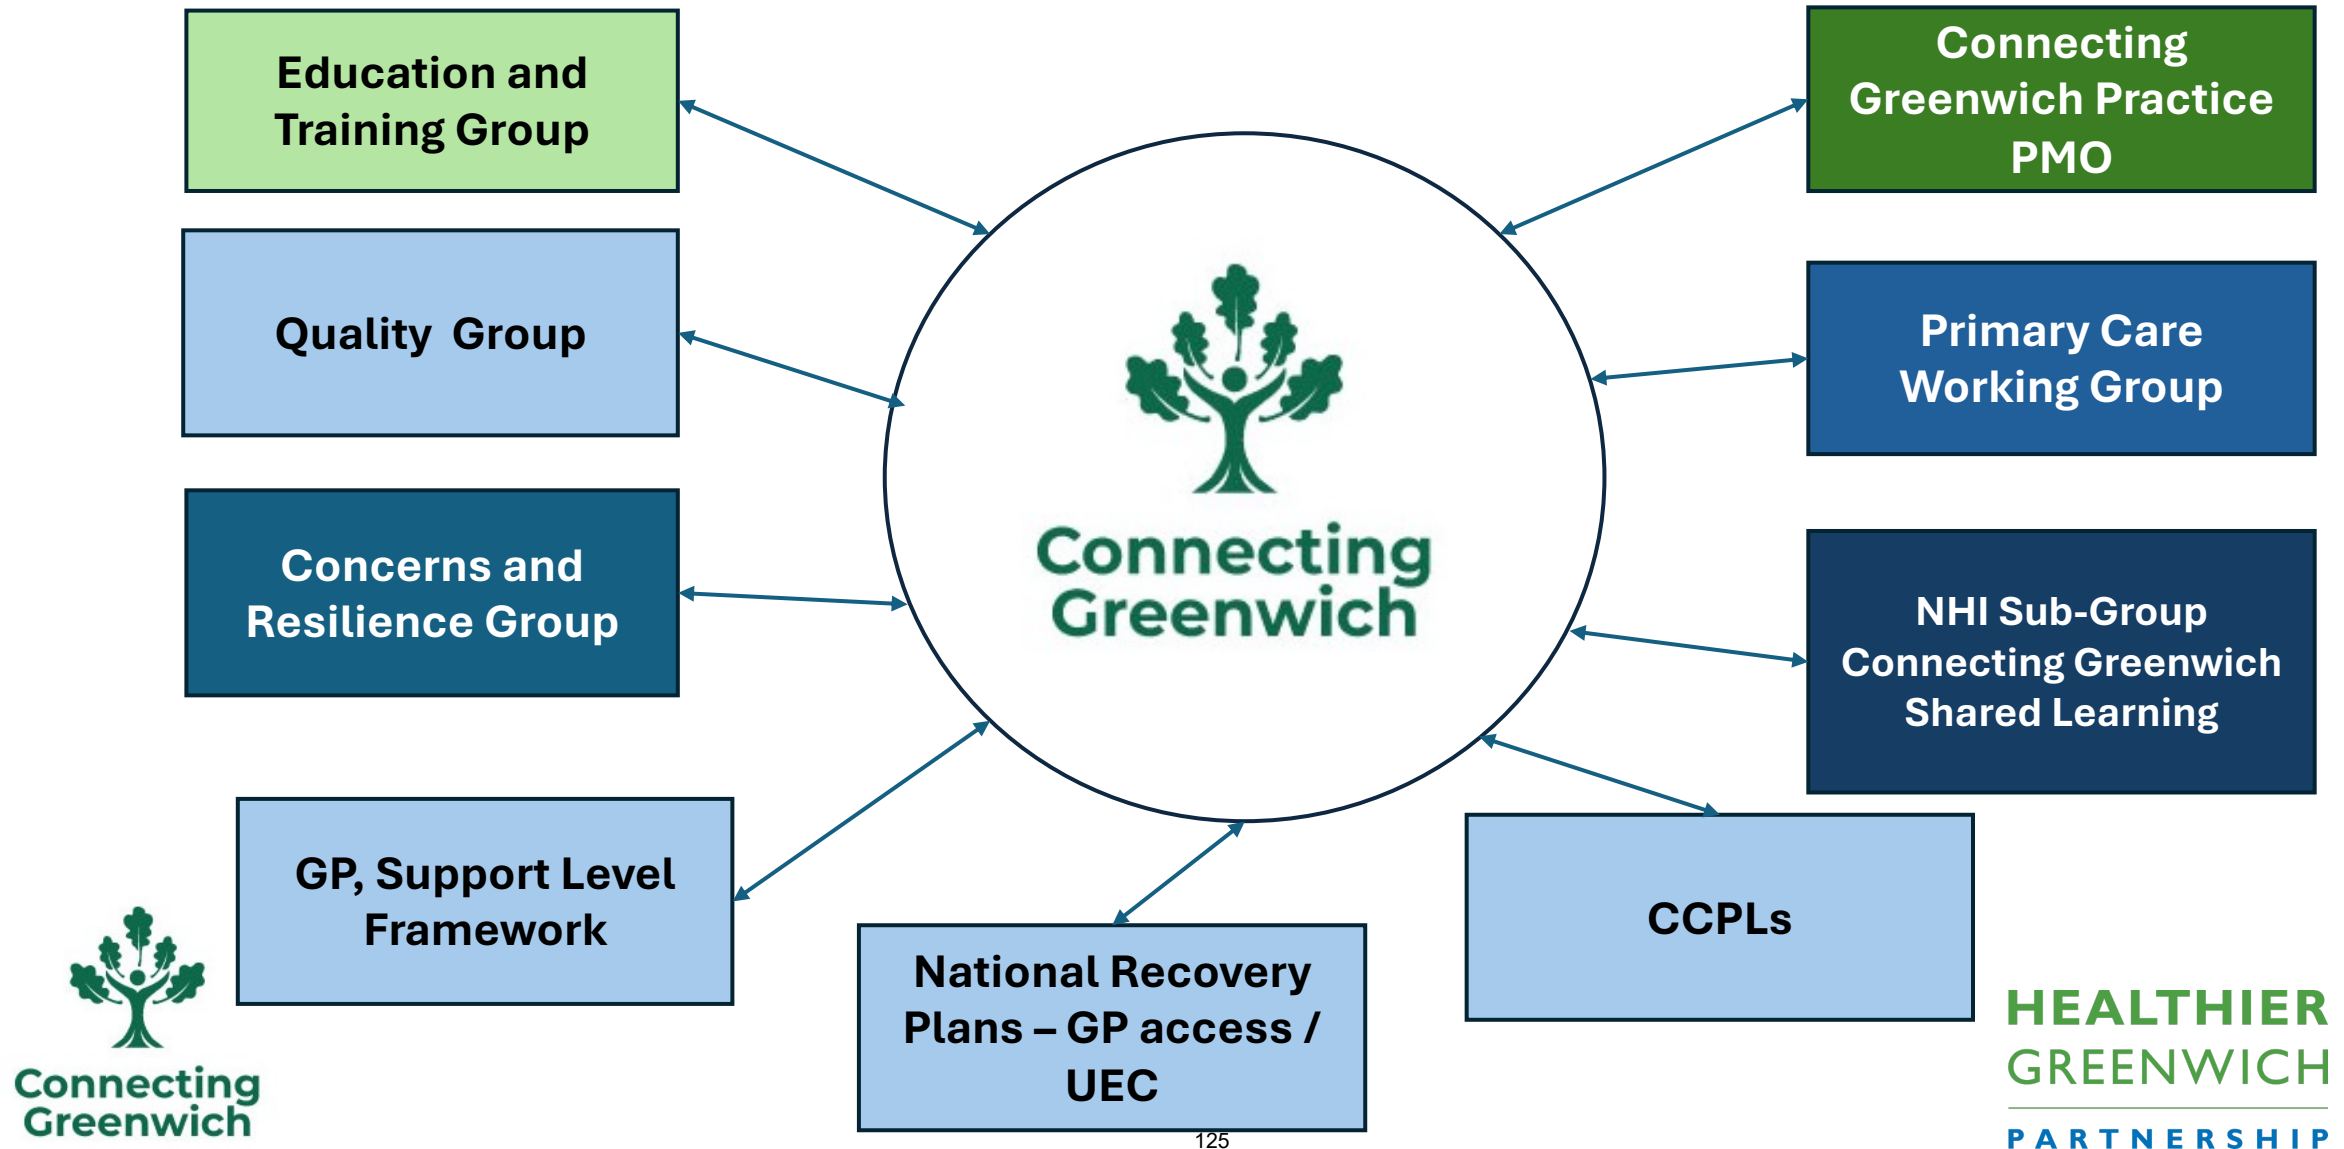 Education and
Training Group
Connecting
Greenwich Practice
PMO
Quality  Group
Primary Care
Working Group
Connecting
Greenwich
Concerns and
Resilience Group
NHI Sub-Group
Connecting Greenwich
Shared Learning
GP, Support Level
Framework
National Recovery
Plans – GP access /
UEC
CCPLs
Connecting
Greenwich
125
HEALTHIER
GREENWICH
PARTNERSHIP